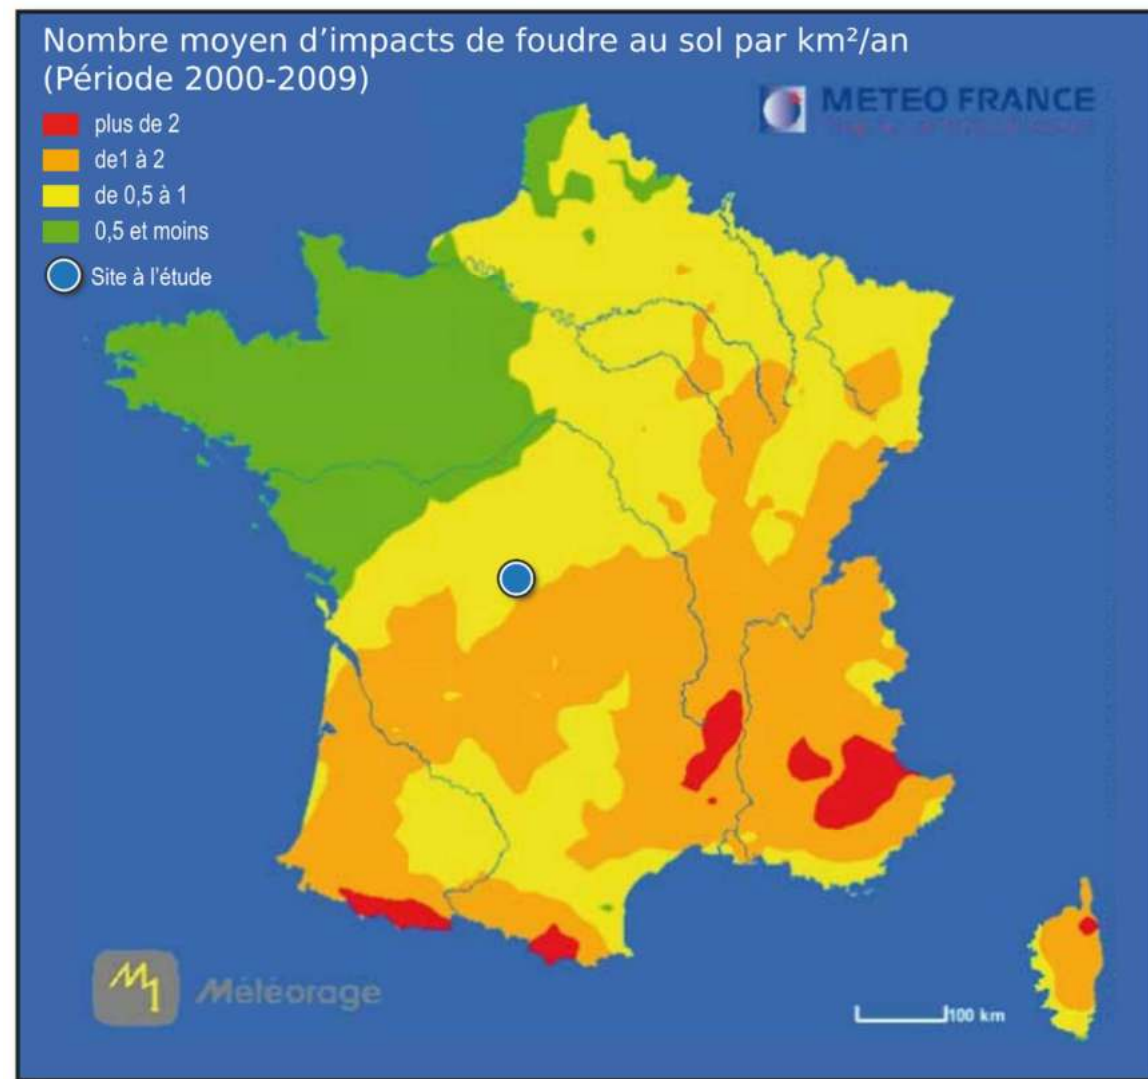 Nombre moyen d’impacts de foudre au sol par km²/an
(Période 2000-2009)
METEO FRANCE
plus de 2
de1 à 2
de 0,5 à 1
0,5 et moins
Site à l’étude
Météorage
100 km